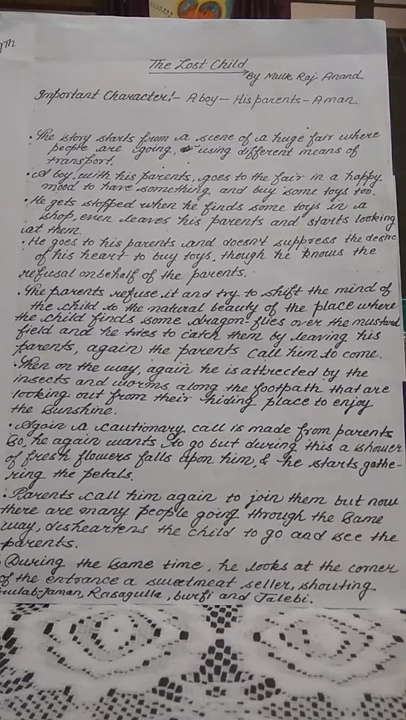 The Lost Child
By Mulk Raj Anand
Important Character:- A boy - His parents - A man
• The story starts from a scene of a huge fair where
people are going, using different means of
transport.
• A boy, with his parents, goes to the fair in a happy
mood to have something, and buy some toys too.
• He gets stopped when he finds some toys in a
shop, even leaves his parents and starts looking
at them.
• He goes to his parents and doesn't suppress the desire
of his heart to buy toys, though he knows the
refusal onbehalf of the parents.
• The parents refuse it and try to shift the mind of
the child to the natural beauty of the place where
the child finds some dragon-flies over the mustard
field and he tries to catch them by leaving his
parents, again the parents call him to come.
• Then on the way, again he is attrected by the
insects and worms along the footpath that are
looking out from their hiding place to enjoy
the Sunshine.
• Again a cautionary call is made from parents
So, he again wants to go but during this a shower
of fresh flowers falls upon him, & he starts gathe-
ring the petals.
• Parents call him again to join them but now
there are many people going through the Same
way, disheartens the child to go and see the
parents.
During the Same time, he looks at the corner
of the entrance a sweetmeat seller, shouting
Gulab-Jaman, Rasagulla, burfi and Jalebi.